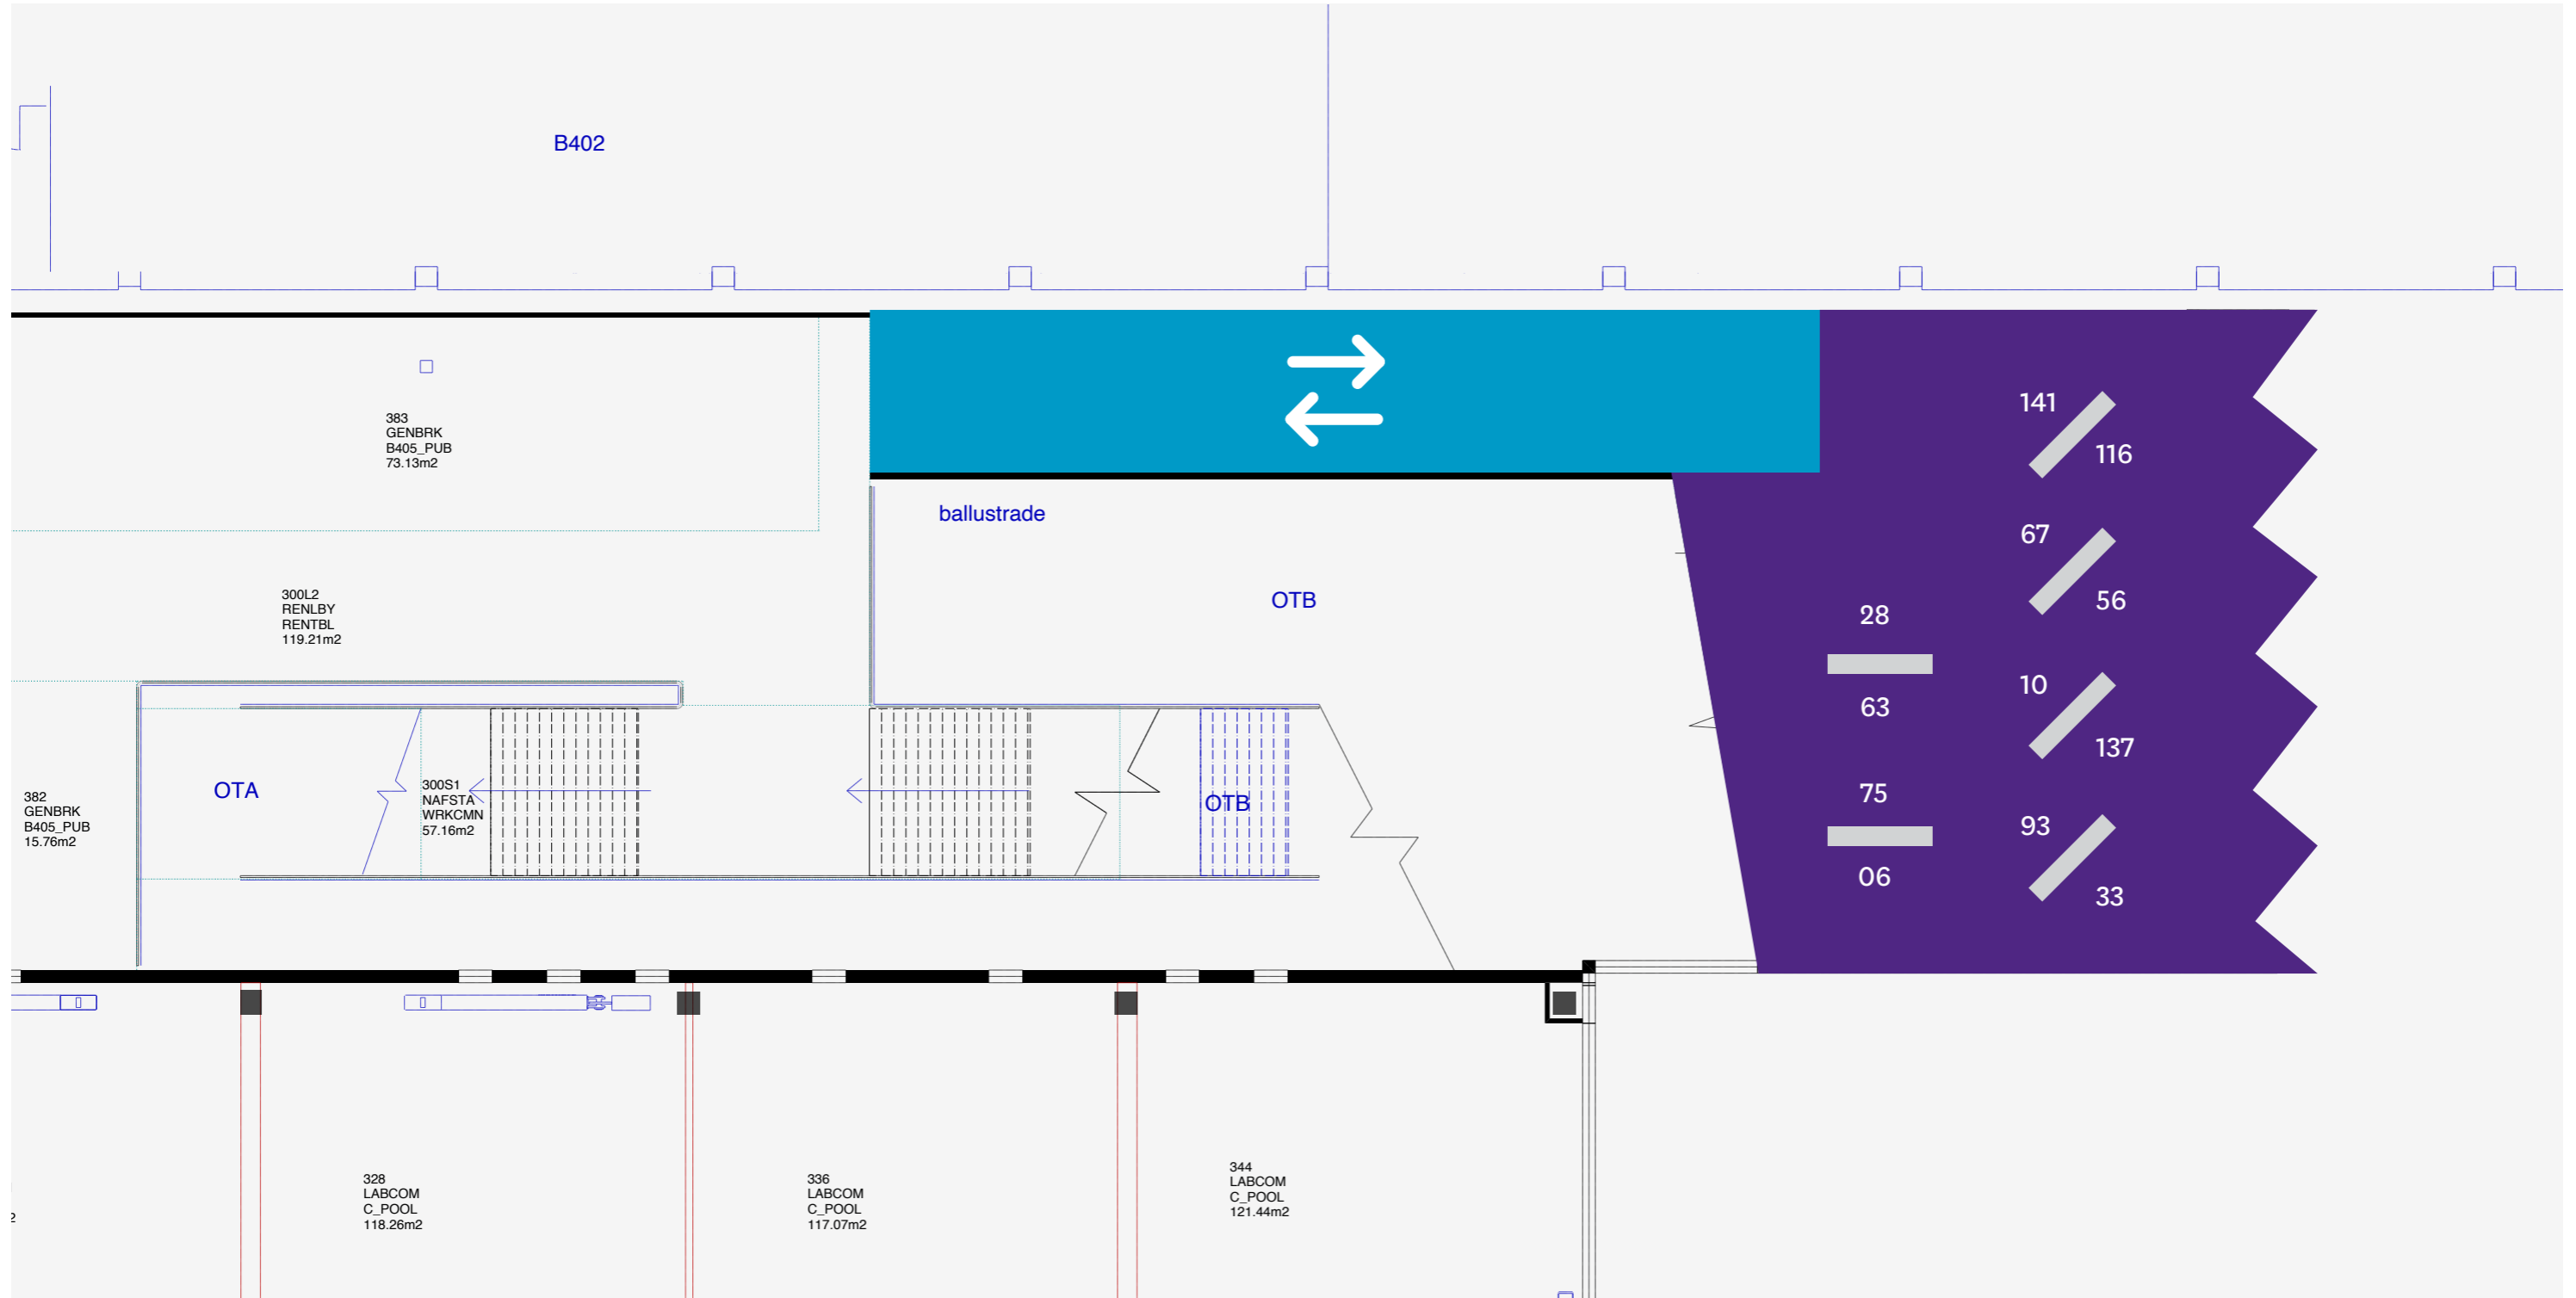 B402
383
GENBRK
B405_PUB
73.13m2
ballustrade
300L2
RENLBY
RENTBL
119.21m2
OTB
141
116
67
56
28
63
10
137
75
06
93
33
382
GENBRK
B405_PUB
15.76m2
OTA
300S1
NAFSTA
WRKCMN
57.16m2
OTB
328
LABCOM
C_POOL
118.26m2
336
LABCOM
C_POOL
117.07m2
344
LABCOM
C_POOL
121.44m2